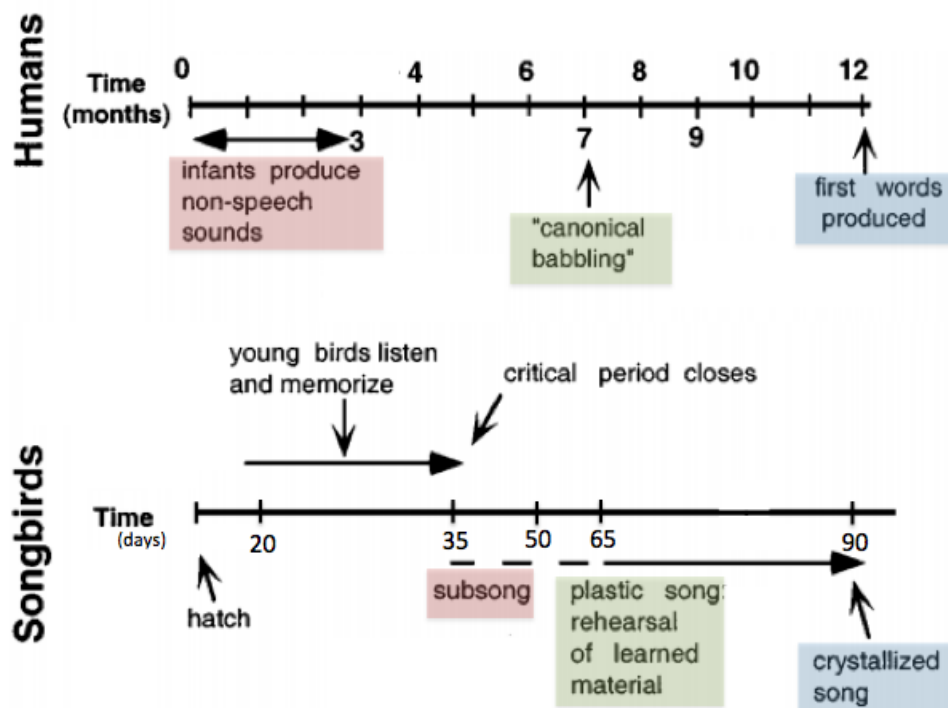 Humans
Time
(months)
0 4 6 8 10 12
3 7 9
infants produce
non-speech
sounds
"canonical
babbling"
first words
produced
Songbirds
young birds listen
and memorize
critical period closes
Time
(days)
20 35 50 65 90
hatch
subsong
plastic song:
rehearsal
of learned
material
crystallized
song